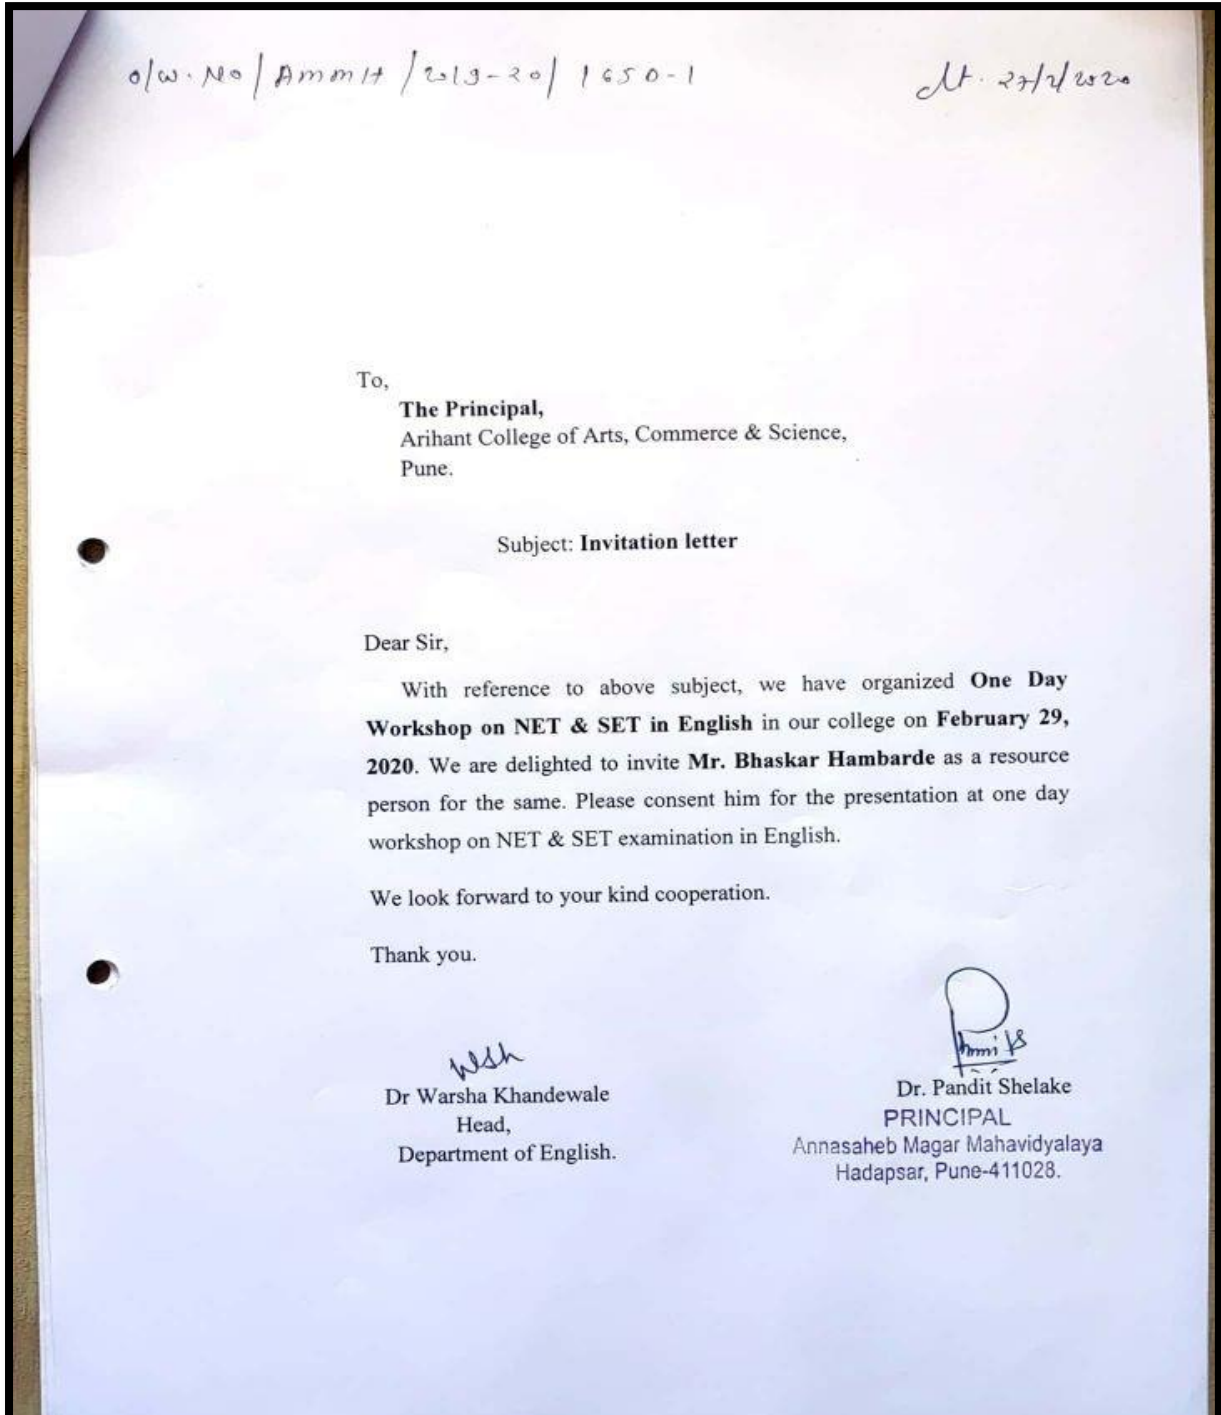 O/W. No / AMMH / 2019-20 / 1650-1
dt. 27/2/2020
To,
The Principal,
Arihant College of Arts, Commerce & Science,
Pune.
Subject: Invitation letter
Dear Sir,
With reference to above subject, we have organized One Day
Workshop on NET & SET in English in our college on February 29,
2020. We are delighted to invite Mr. Bhaskar Hambarde as a resource
person for the same. Please consent him for the presentation at one day
workshop on NET & SET examination in English.
We look forward to your kind cooperation.
Thank you.
Dr Warsha Khandewale
Head,
Department of English.
Dr. Pandit Shelake
PRINCIPAL
Annasaheb Magar Mahavidyalaya
Hadapsar, Pune-411028.